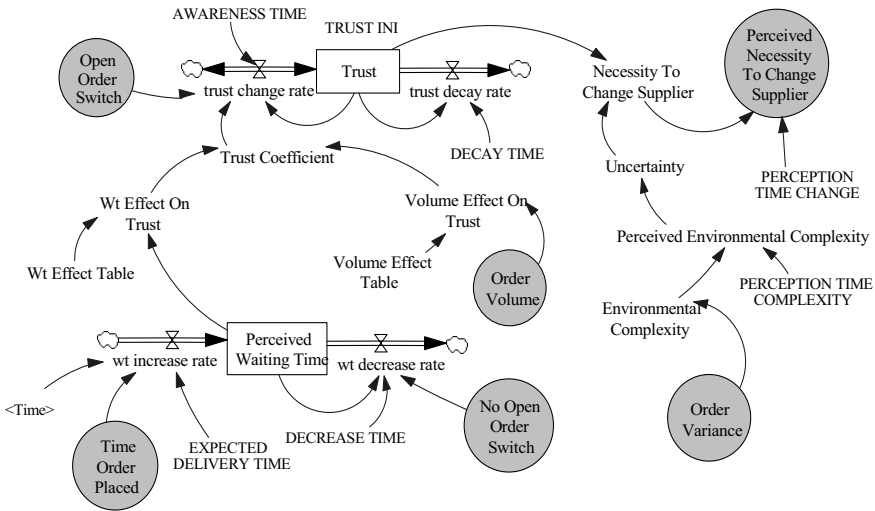 AWARENESS TIME
TRUST INI
Open
Order
Switch
Trust
trust change rate
trust decay rate
Necessity To
Change Supplier
Perceived
Necessity
To Change
Supplier
DECAY TIME
Trust Coefficient
Uncertainty
PERCEPTION
TIME CHANGE
Wt Effect On
Trust
Volume Effect On
Trust
Perceived Environmental Complexity
Wt Effect Table
Volume Effect
Table
Order
Volume
PERCEPTION TIME
COMPLEXITY
Environmental
Complexity
Perceived
Waiting Time
wt increase rate
wt decrease rate
<Time>
Time
Order
Placed
EXPECTED
DELIVERY TIME
DECREASE TIME
No Open
Order
Switch
Order
Variance